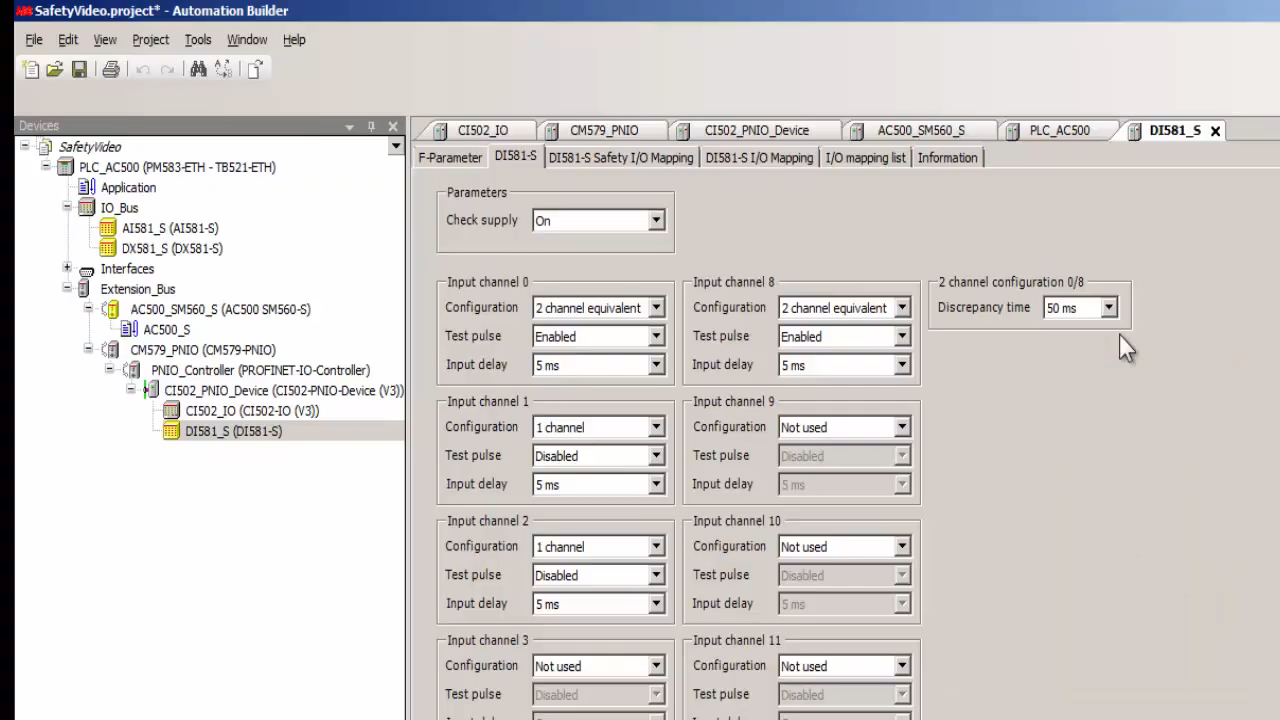 SafetyVideo.project* - Automation Builder
File Edit View Project Tools Window Help
Devices
SafetyVideo
PLC_AC500 (PM583-ETH - TB521-ETH)
Application
IO_Bus
AI581_S (AI581-S)
DX581_S (DX581-S)
Interfaces
Extension_Bus
AC500_SM560_S (AC500 SM560-S)
AC500_S
CM579_PNIO (CM579-PNIO)
PNIO_Controller (PROFINET-IO-Controller)
CI502_PNIO_Device (CI502-PNIO-Device (V3))
CI502_IO (CI502-IO (V3))
DI581_S (DI581-S)
CI502_IO CM579_PNIO CI502_PNIO_Device AC500_SM560_S PLC_AC500 DI581_S
F-Parameter DI581-S DI581-S Safety I/O Mapping DI581-S I/O Mapping I/O mapping list Information
Parameters
Check supply On
Input channel 0
Configuration 2 channel equivalent
Test pulse Enabled
Input delay 5 ms
Input channel 8
Configuration 2 channel equivalent
Test pulse Enabled
Input delay 5 ms
2 channel configuration 0/8
Discrepancy time 50 ms
Input channel 1
Configuration 1 channel
Test pulse Disabled
Input delay 5 ms
Input channel 9
Configuration Not used
Test pulse Disabled
Input delay 5 ms
Input channel 2
Configuration 1 channel
Test pulse Disabled
Input delay 5 ms
Input channel 10
Configuration Not used
Test pulse Disabled
Input delay 5 ms
Input channel 3
Configuration Not used
Test pulse Disabled
Input channel 11
Configuration Not used
Test pulse Disabled